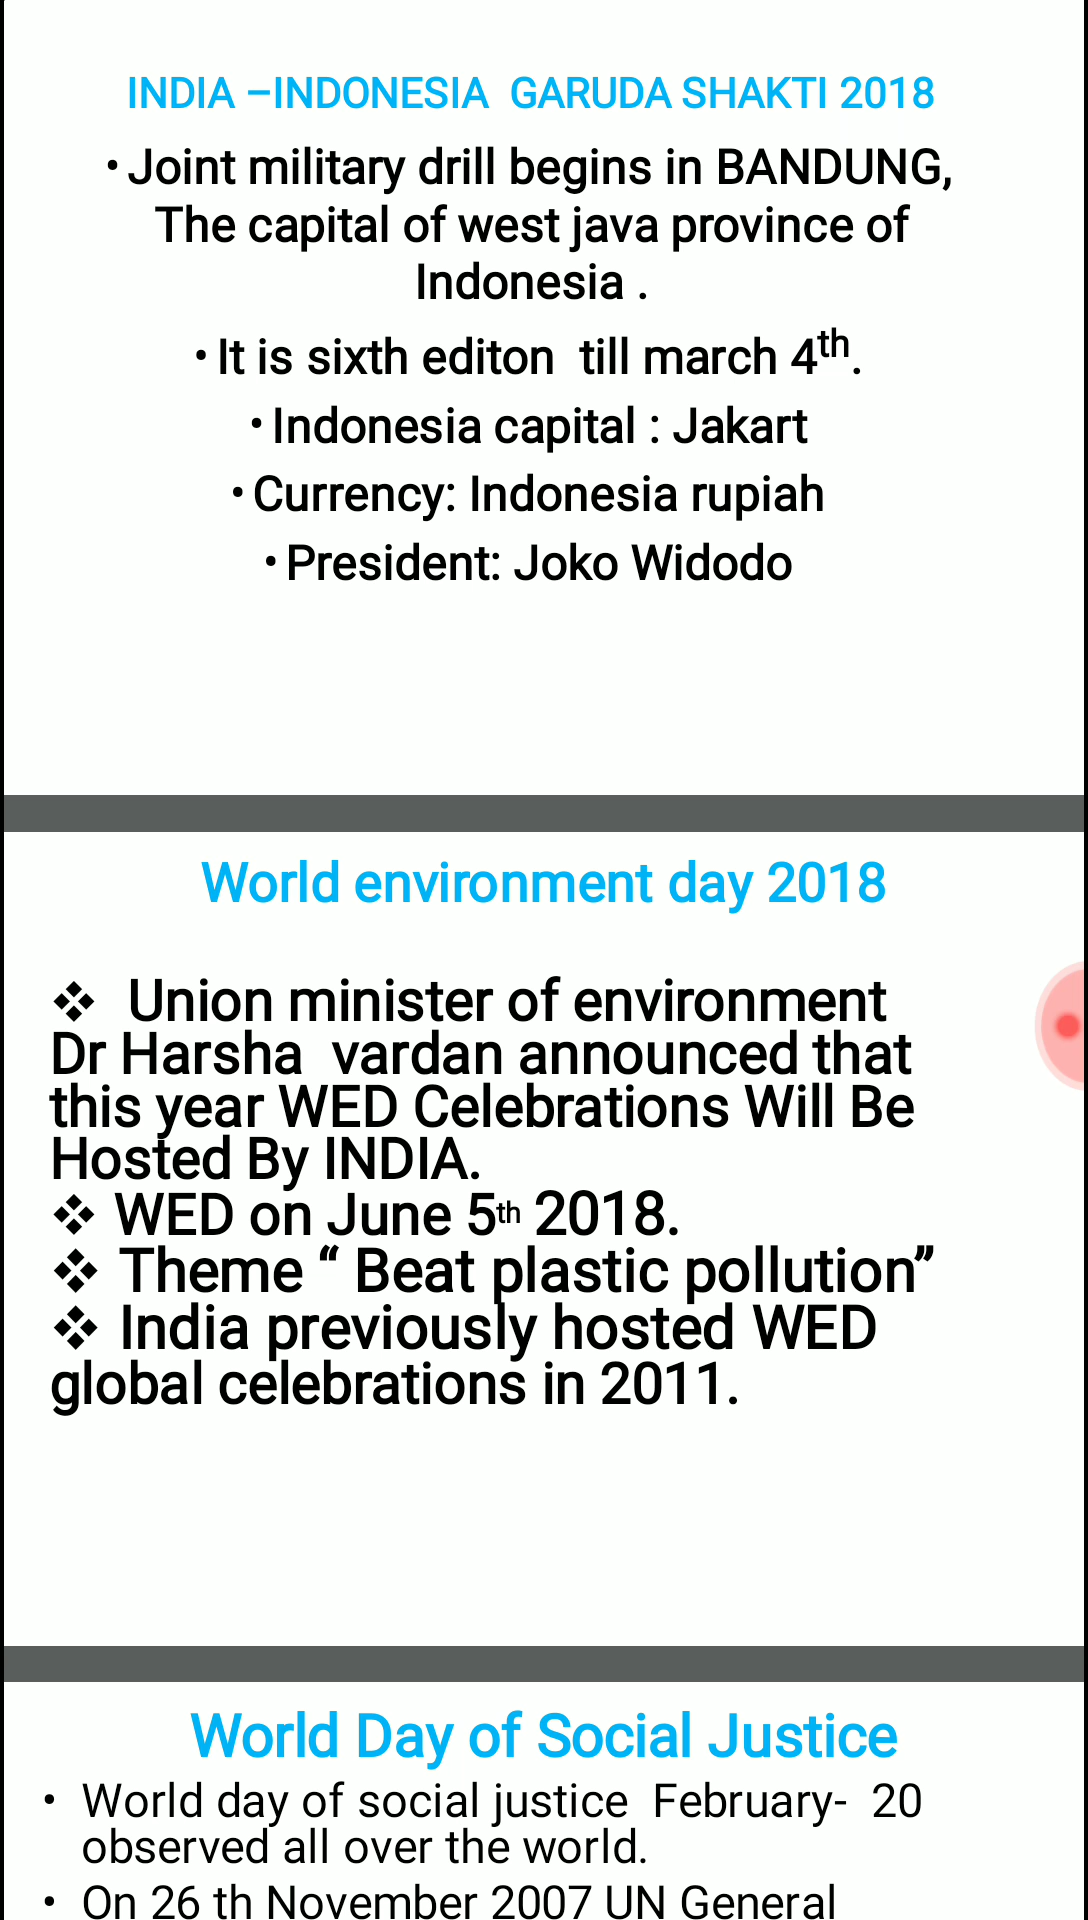 INDIA –INDONESIA  GARUDA SHAKTI 2018
• Joint military drill begins in BANDUNG,
The capital of west java province of
Indonesia .
• It is sixth editon  till march 4th.
• Indonesia capital : Jakart
• Currency: Indonesia rupiah
• President: Joko Widodo
World environment day 2018
❖  Union minister of environment
Dr Harsha  vardan announced that
this year WED Celebrations Will Be
Hosted By INDIA.
❖ WED on June 5th 2018.
❖ Theme “ Beat plastic pollution”
❖ India previously hosted WED
global celebrations in 2011.
World Day of Social Justice
• World day of social justice  February-  20
observed all over the world.
• On 26 th November 2007 UN General